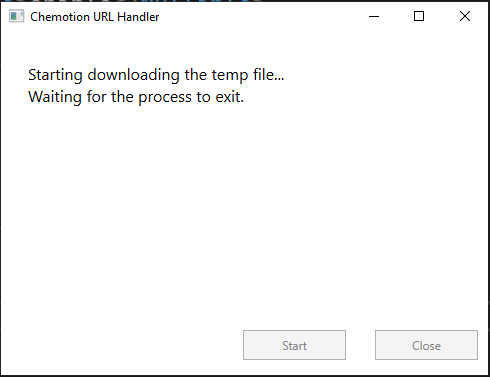 Chemotion URL Handler
Starting downloading the temp file...
Waiting for the process to exit.
Start
Close